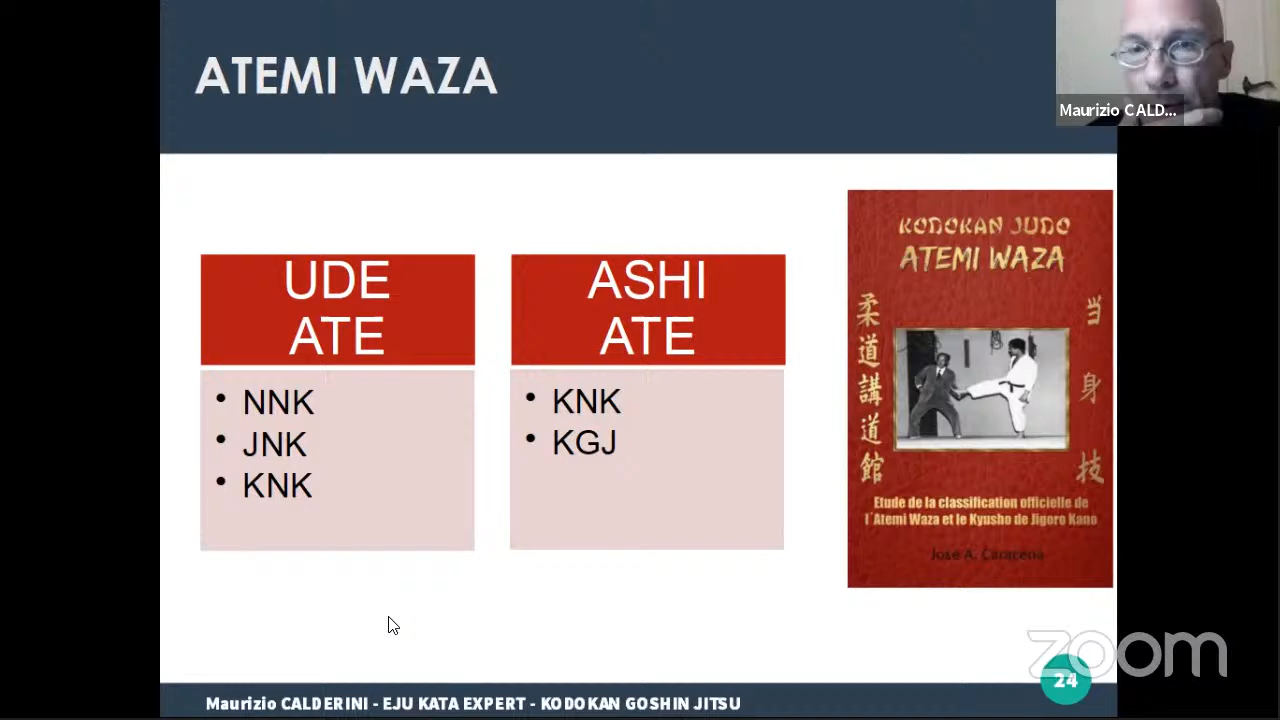 ATEMI WAZA
Maurizio CALD...
UDE
ATE
• NNK
• JNK
• KNK
ASHI
ATE
• KNK
• KGJ
KODOKAN JUDO
ATEMI WAZA
柔道講道館
当身技
Etude de la classification officielle de
l'Atemi Waza et le Kyusho de Jigoro Kano
José A. Caracena
zoom
24
Maurizio CALDERINI - EJU KATA EXPERT - KODOKAN GOSHIN JITSU